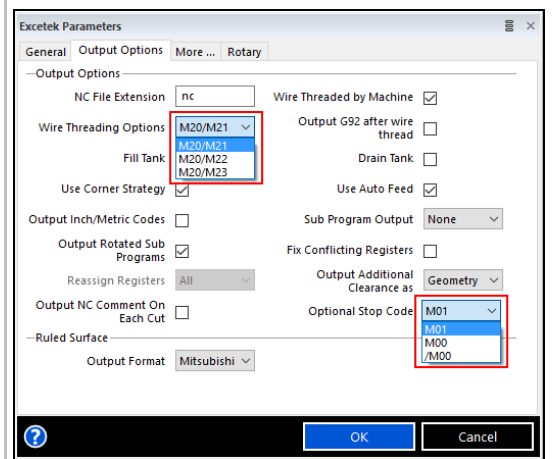 Excetek Parameters
General Output Options More ... Rotary
Output Options
NC File Extension nc Wire Threaded by Machine
Wire Threading Options M20/M21 Output G92 after wire thread
M20/M21
M20/M22
M20/M23
Fill Tank Drain Tank
Use Corner Strategy Use Auto Feed
Output Inch/Metric Codes Sub Program Output None
Output Rotated Sub Programs Fix Conflicting Registers
Reassign Registers All Output Additional Clearance as Geometry
Output NC Comment On Each Cut Optional Stop Code M01
M01
M00
/M00
Ruled Surface
Output Format Mitsubishi
? OK Cancel